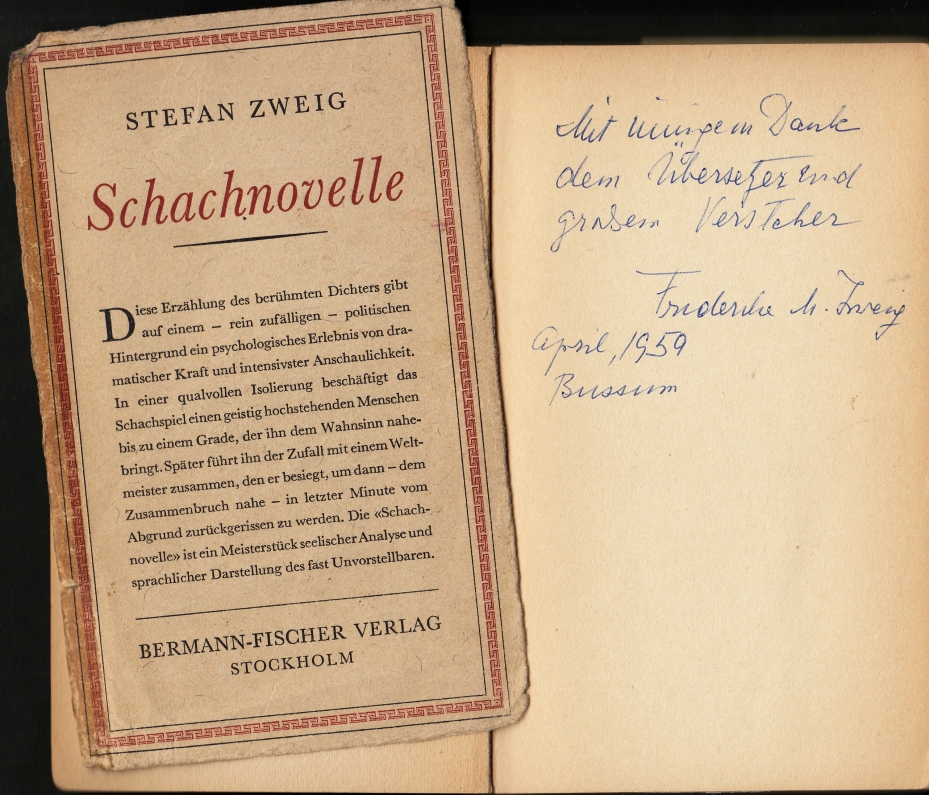 STEFAN ZWEIG
Schachnovelle
Diese Erzählung des berühmten Dichters gibt
auf einem – rein zufälligen – politischen
Hintergrund ein psychologisches Erlebnis von dra-
matischer Kraft und intensivster Anschaulichkeit.
In einer qualvollen Isolierung beschäftigt das
Schachspiel einen geistig hochstehenden Menschen
bis zu einem Grade, der ihn dem Wahnsinn nahe-
bringt. Später führt ihn der Zufall mit einem Welt-
meister zusammen, den er besiegt, um dann – dem
Zusammenbruch nahe – in letzter Minute vom
Abgrund zurückgerissen zu werden. Die «Schach-
novelle» ist ein Meisterstück seelischer Analyse und
sprachlicher Darstellung des fast Unvorstellbaren.
BERMANN-FISCHER VERLAG
STOCKHOLM
Mit innigem Dank
dem Übersetzer und
großem Versteher
Friderike M. Zweig
April, 1959
Bussum